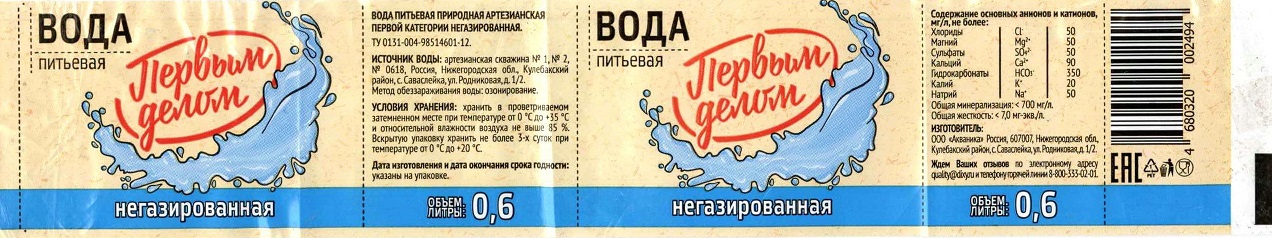 ВОДА
питьевая
Первым
делом
негазированная
ВОДА ПИТЬЕВАЯ ПРИРОДНАЯ АРТЕЗИАНСКАЯ
ПЕРВОЙ КАТЕГОРИИ НЕГАЗИРОВАННАЯ.
ТУ 0131-004-98514601-12.
ИСТОЧНИК ВОДЫ: артезианская скважина № 1, № 2,
№ 0618, Россия, Нижегородская обл., Кулебакский
район, с. Саваслейка, ул. Родниковая, д. 1/2.
Метод обеззараживания воды: озонирование.
УСЛОВИЯ ХРАНЕНИЯ: хранить в проветриваемом
затемненном месте при температуре от 0 °С до +35 °С
и относительной влажности воздуха не выше 85 %.
Вскрытую упаковку хранить не более 3-х суток при
температуре от 0 °С до +20 °С.
Дата изготовления и дата окончания срока годности:
указаны на упаковке.
ОБЪЕМ,
ЛИТРЫ: 0,6
ВОДА
питьевая
Первым
делом
негазированная
Содержание основных анионов и катионов,
мг/л, не более:
Хлориды Cl⁻ 50
Магний Mg²⁺ 50
Сульфаты SO₄²⁻ 50
Кальций Ca²⁺ 90
Гидрокарбонаты HCO₃⁻ 350
Калий K⁺ 20
Натрий Na⁺ 50
Общая минерализация: < 700 мг/л.
Общая жесткость: < 7,0 мг-экв./л.
ИЗГОТОВИТЕЛЬ:
ООО «Акваника» Россия, 607007, Нижегородская обл.,
Кулебакский район, с. Саваслейка, ул. Родниковая, д. 1/2.
Ждем Ваших отзывов по электронному адресу
quality@dixy.ru и телефону горячей линии 8-800-333-02-01.
ОБЪЕМ,
ЛИТРЫ: 0,6
4 680320 002494
EAC
1
PET